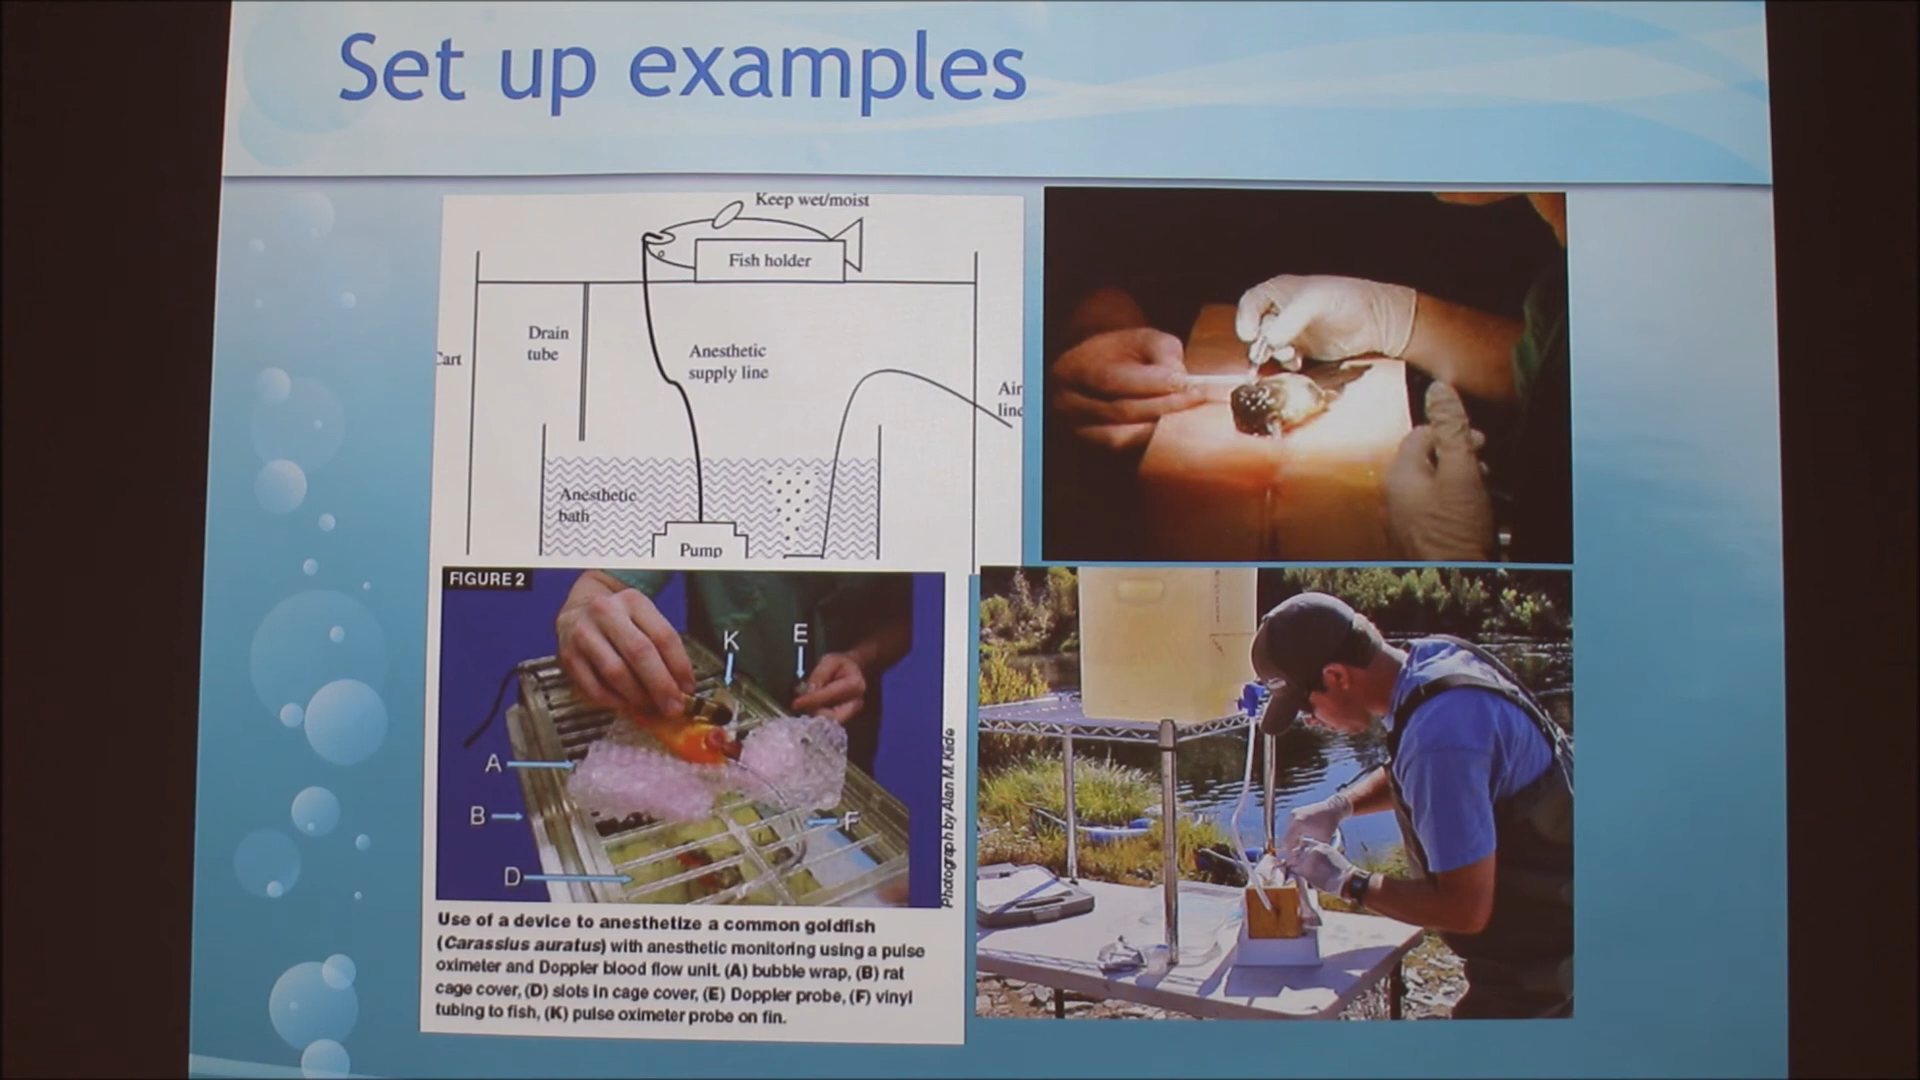 Set up examples
Keep wet/moist
Fish holder
Drain
tube
Cart
Anesthetic
supply line
Air
line
Anesthetic
bath
Pump
FIGURE 2
K
E
A
B
F
D
Photograph by Alan M. Klide
Use of a device to anesthetize a common goldfish
(Carassius auratus) with anesthetic monitoring using a pulse
oximeter and Doppler blood flow unit. (A) bubble wrap, (B) rat
cage cover, (D) slots in cage cover, (E) Doppler probe, (F) vinyl
tubing to fish, (K) pulse oximeter probe on fin.